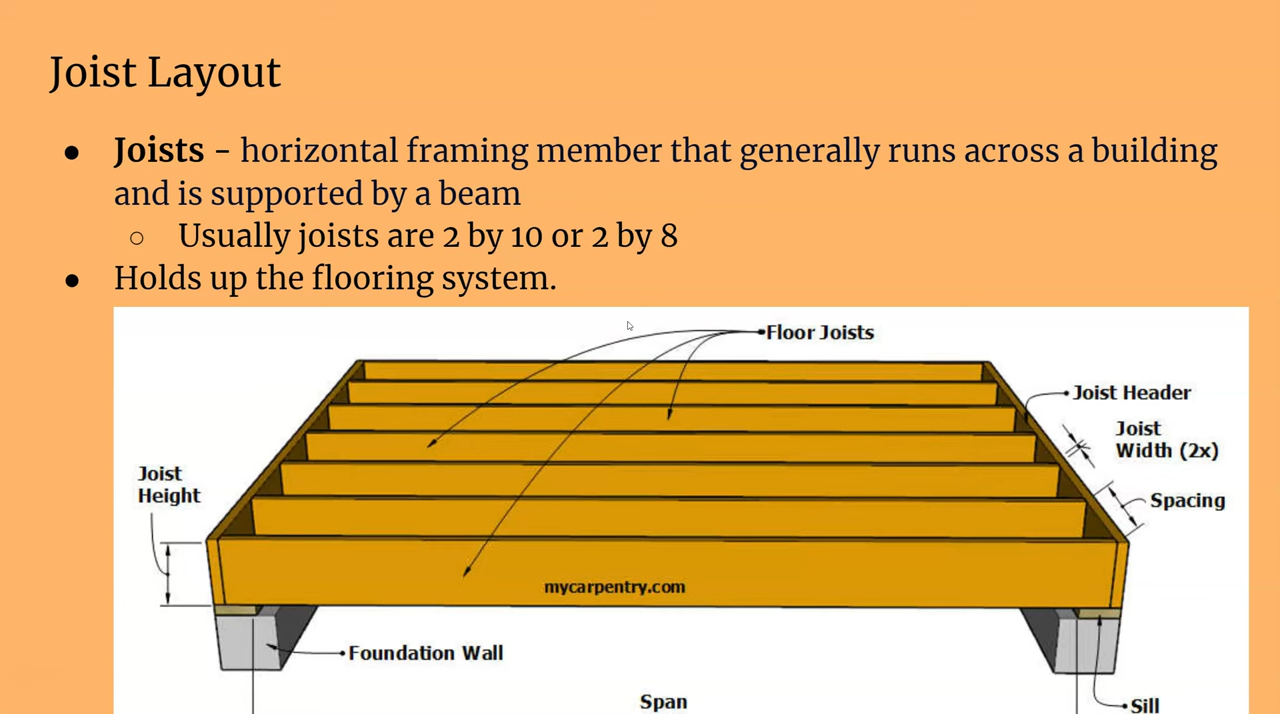 Joist Layout
● Joists - horizontal framing member that generally runs across a building
and is supported by a beam
○ Usually joists are 2 by 10 or 2 by 8
● Holds up the flooring system.
Floor Joists
Joist Header
Joist
Width (2x)
Joist
Height
Spacing
mycarpentry.com
Foundation Wall
Span
Sill